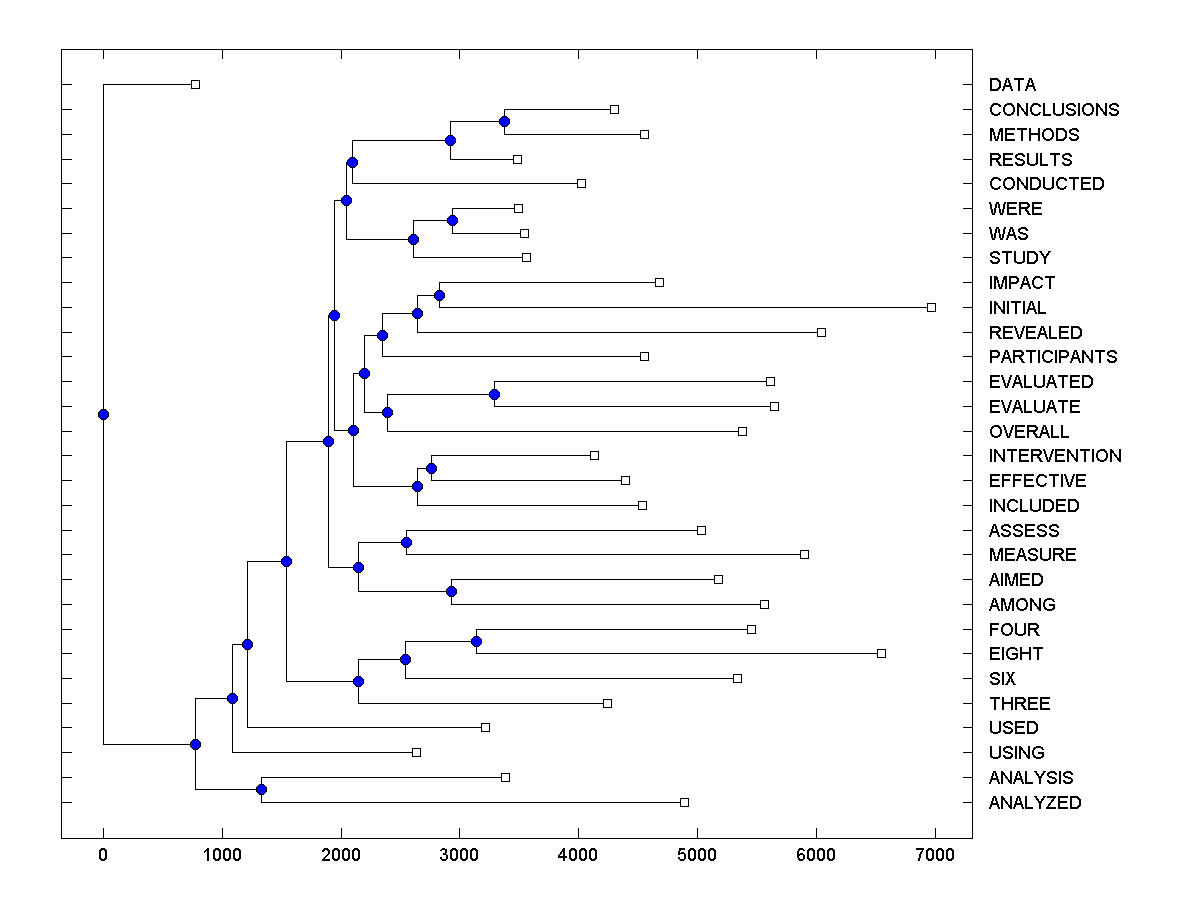 DATA
CONCLUSIONS
METHODS
RESULTS
CONDUCTED
WERE
WAS
STUDY
IMPACT
INITIAL
REVEALED
PARTICIPANTS
EVALUATED
EVALUATE
OVERALL
INTERVENTION
EFFECTIVE
INCLUDED
ASSESS
MEASURE
AIMED
AMONG
FOUR
EIGHT
SIX
THREE
USED
USING
ANALYSIS
ANALYZED
0 1000 2000 3000 4000 5000 6000 7000